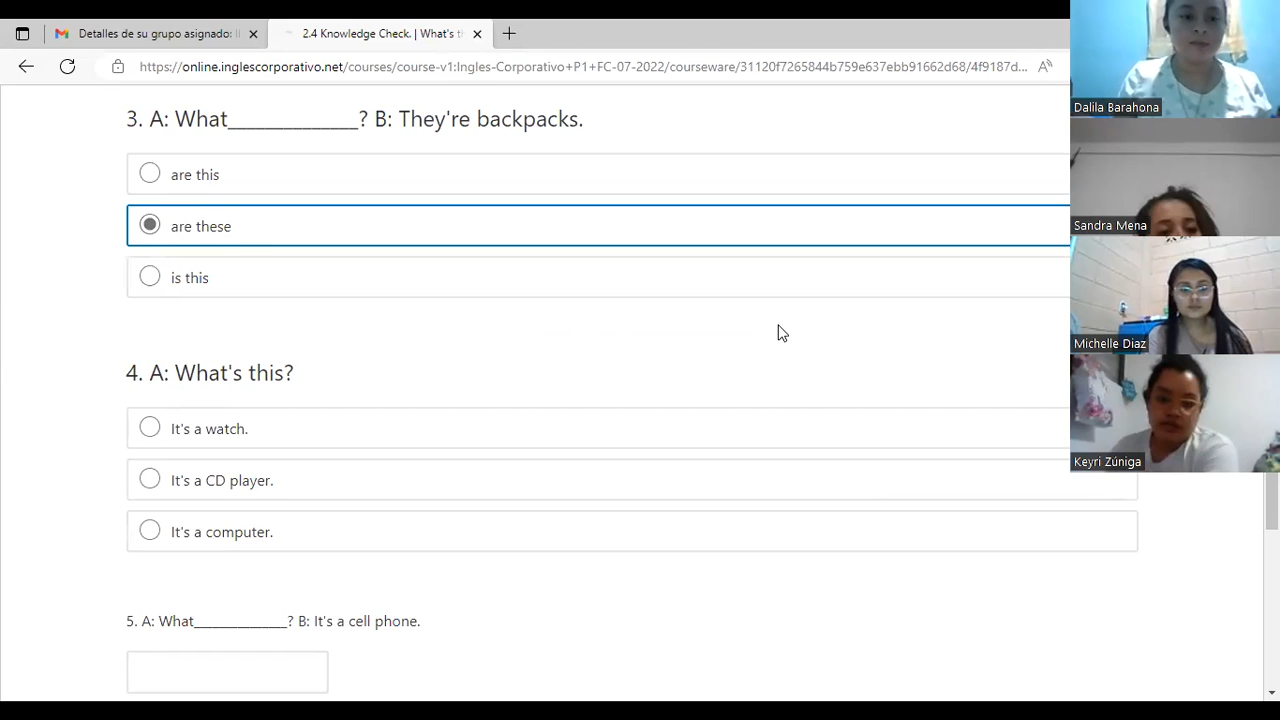 Detalles de su grupo asignado:
2.4 Knowledge Check. | What's t
https://online.inglescorporativo.net/courses/course-v1:Ingles-Corporativo+P1+FC-07-2022/courseware/31120f7265844b759e637ebb91662d68/4f9187d...
3. A: What______________? B: They're backpacks.
are this
are these
is this
4. A: What's this?
It's a watch.
It's a CD player.
It's a computer.
5. A: What____________? B: It's a cell phone.
Dalila Barahona
Sandra Mena
Michelle Diaz
Keyri Zúniga